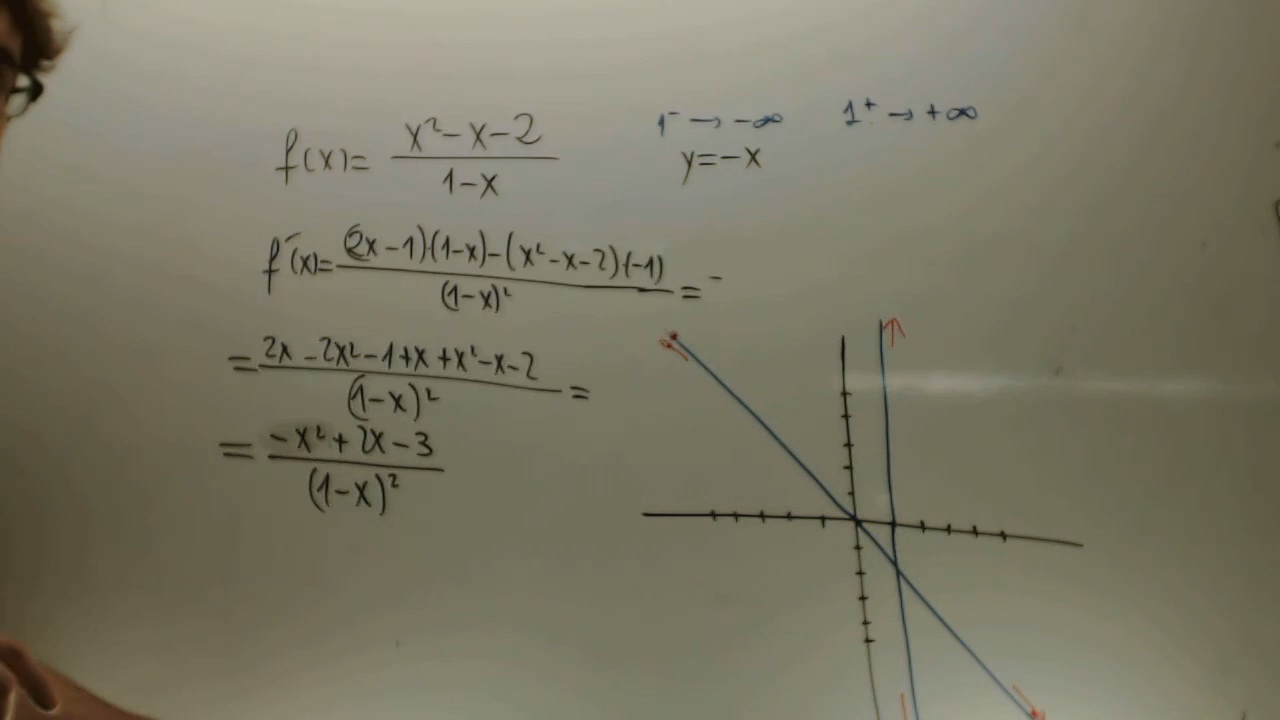 f(x)= (x²-x-2)/(1-x)
1⁻ → -∞ 1⁺ → +∞
y=-x
f'(x)= ((2x-1)·(1-x)-(x²-x-2)·(-1))/(1-x)² =
= (2x-2x²-1+x+x²-x-2)/(1-x)² =
= (-x²+2x-3)/(1-x)²